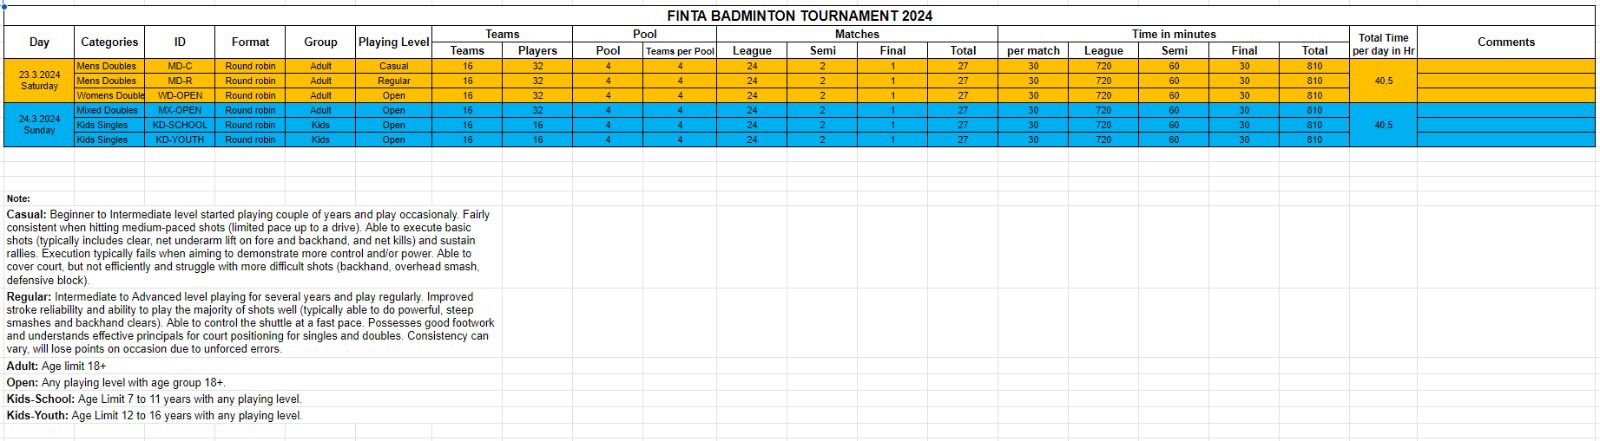 FINTA BADMINTON TOURNAMENT 2024
Day Categories ID Format Group Playing Level Teams Pool Matches Time in minutes Total Time per day in Hr Comments
Teams Players Pool Teams per Pool League Semi Final Total per match League Semi Final Total
23.3.2024 Saturday
Mens Doubles MD-C Round robin Adult Casual 16 32 4 4 24 2 1 27 30 720 60 30 810
Mens Doubles MD-R Round robin Adult Regular 16 32 4 4 24 2 1 27 30 720 60 30 810 40,5
Womens Double WD-OPEN Round robin Adult Open 16 32 4 4 24 2 1 27 30 720 60 30 810
24.3.2024 Sunday
Mixed Doubles MX-OPEN Round robin Adult Open 16 32 4 4 24 2 1 27 30 720 60 30 810
Kids Singles KD-SCHOOL Round robin Kids Open 16 16 4 4 24 2 1 27 30 720 60 30 810 40,5
Kids Singles KD-YOUTH Round robin Kids Open 16 16 4 4 24 2 1 27 30 720 60 30 810
Note:
Casual: Beginner to Intermediate level started playing couple of years and play occasionaly. Fairly
consistent when hitting medium-paced shots (limited pace up to a drive). Able to execute basic
shots (typically includes clear, net underarm lift on fore and backhand, and net kills) and sustain
rallies. Execution typically fails when aiming to demonstrate more control and/or power. Able to
cover court, but not efficiently and struggle with more difficult shots (backhand, overhead smash,
defensive block).
Regular: Intermediate to Advanced level playing for several years and play regularly. Improved
stroke reliability and ability to play the majority of shots well (typically able to do powerful, steep
smashes and backhand clears). Able to control the shuttle at a fast pace. Possesses good footwork
and understands effective principals for court positioning for singles and doubles. Consistency can
vary, will lose points on occasion due to unforced errors.
Adult: Age limit 18+
Open: Any playing level with age group 18+.
Kids-School: Age Limit 7 to 11 years with any playing level.
Kids-Youth: Age Limit 12 to 16 years with any playing level.